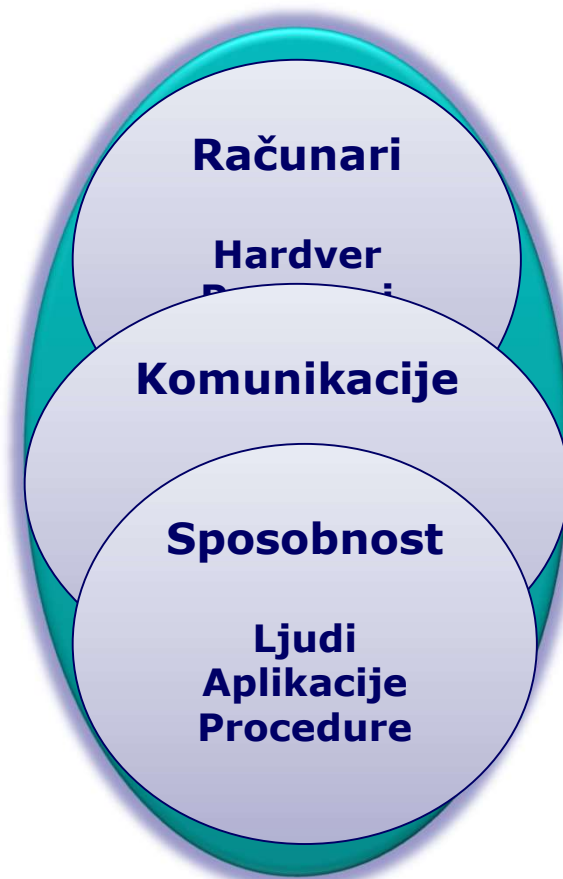 Računari
Hardver
Komunikacije
Sposobnost
Ljudi
Aplikacije
Procedure